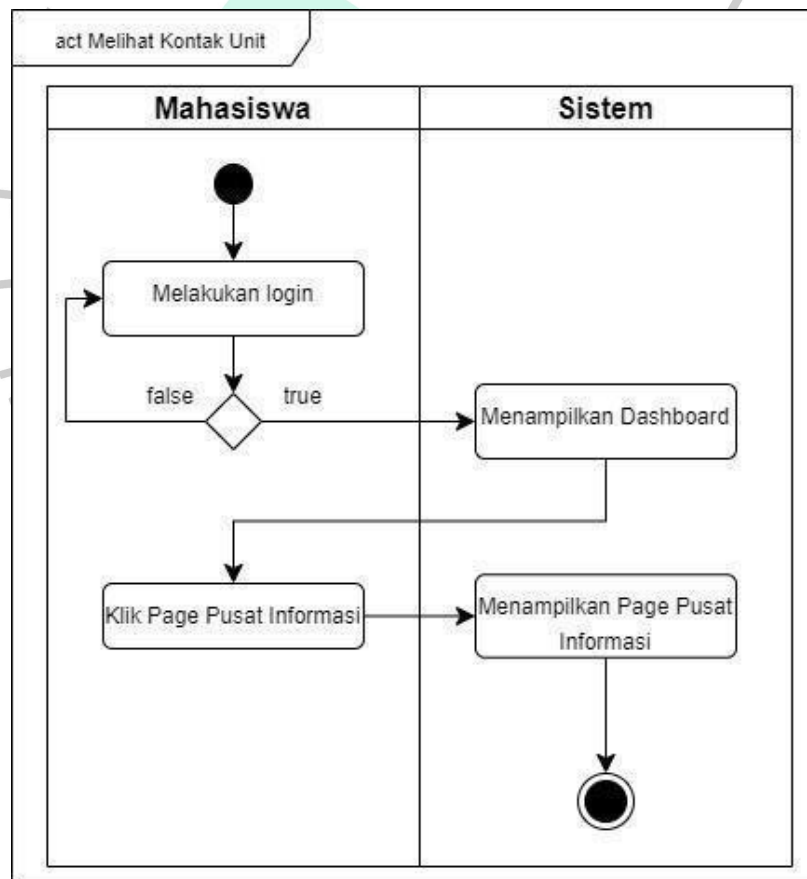 act Melihat Kontak Unit
Mahasiswa
Sistem
Melakukan login
false
true
Menampilkan Dashboard
Klik Page Pusat Informasi
Menampilkan Page Pusat
Informasi